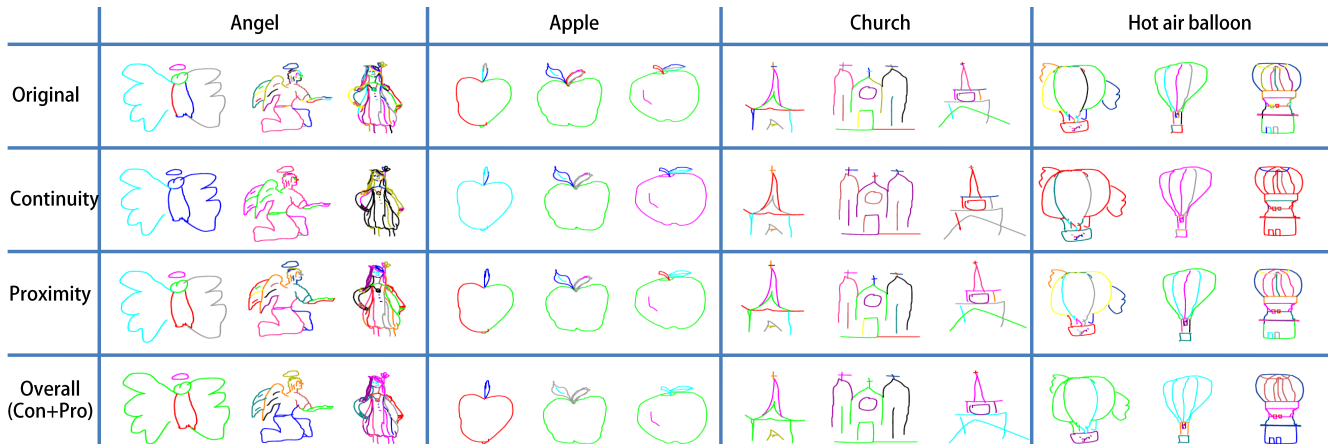 Angel Apple Church Hot air balloon
Original
Continuity
Proximity
Overall
(Con+Pro)